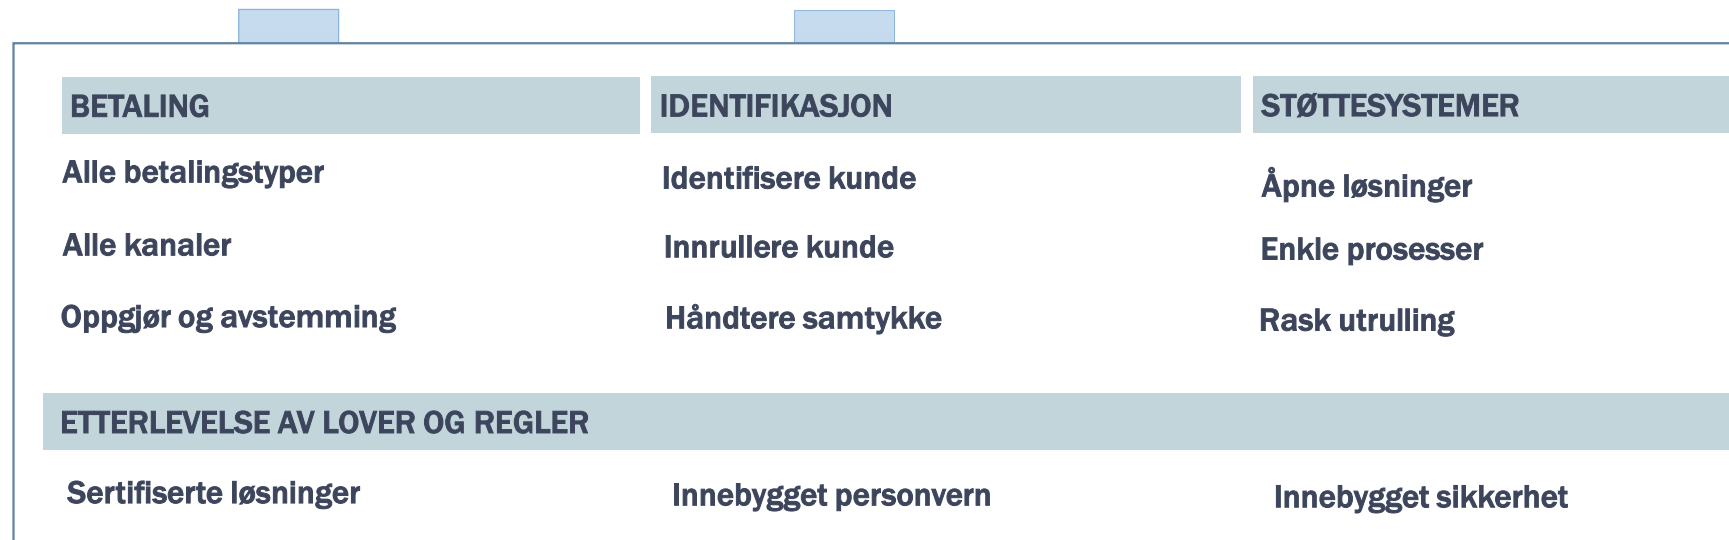 BETALING
Alle betalingstyper
Alle kanaler
Oppgjør og avstemming
IDENTIFIKASJON
Identifisere kunde
Innrullere kunde
Håndtere samtykke
STØTTESYSTEMER
Åpne løsninger
Enkle prosesser
Rask utrulling
ETTERLEVELSE AV LOVER OG REGLER
Sertifiserte løsninger
Innebygget personvern
Innebygget sikkerhet